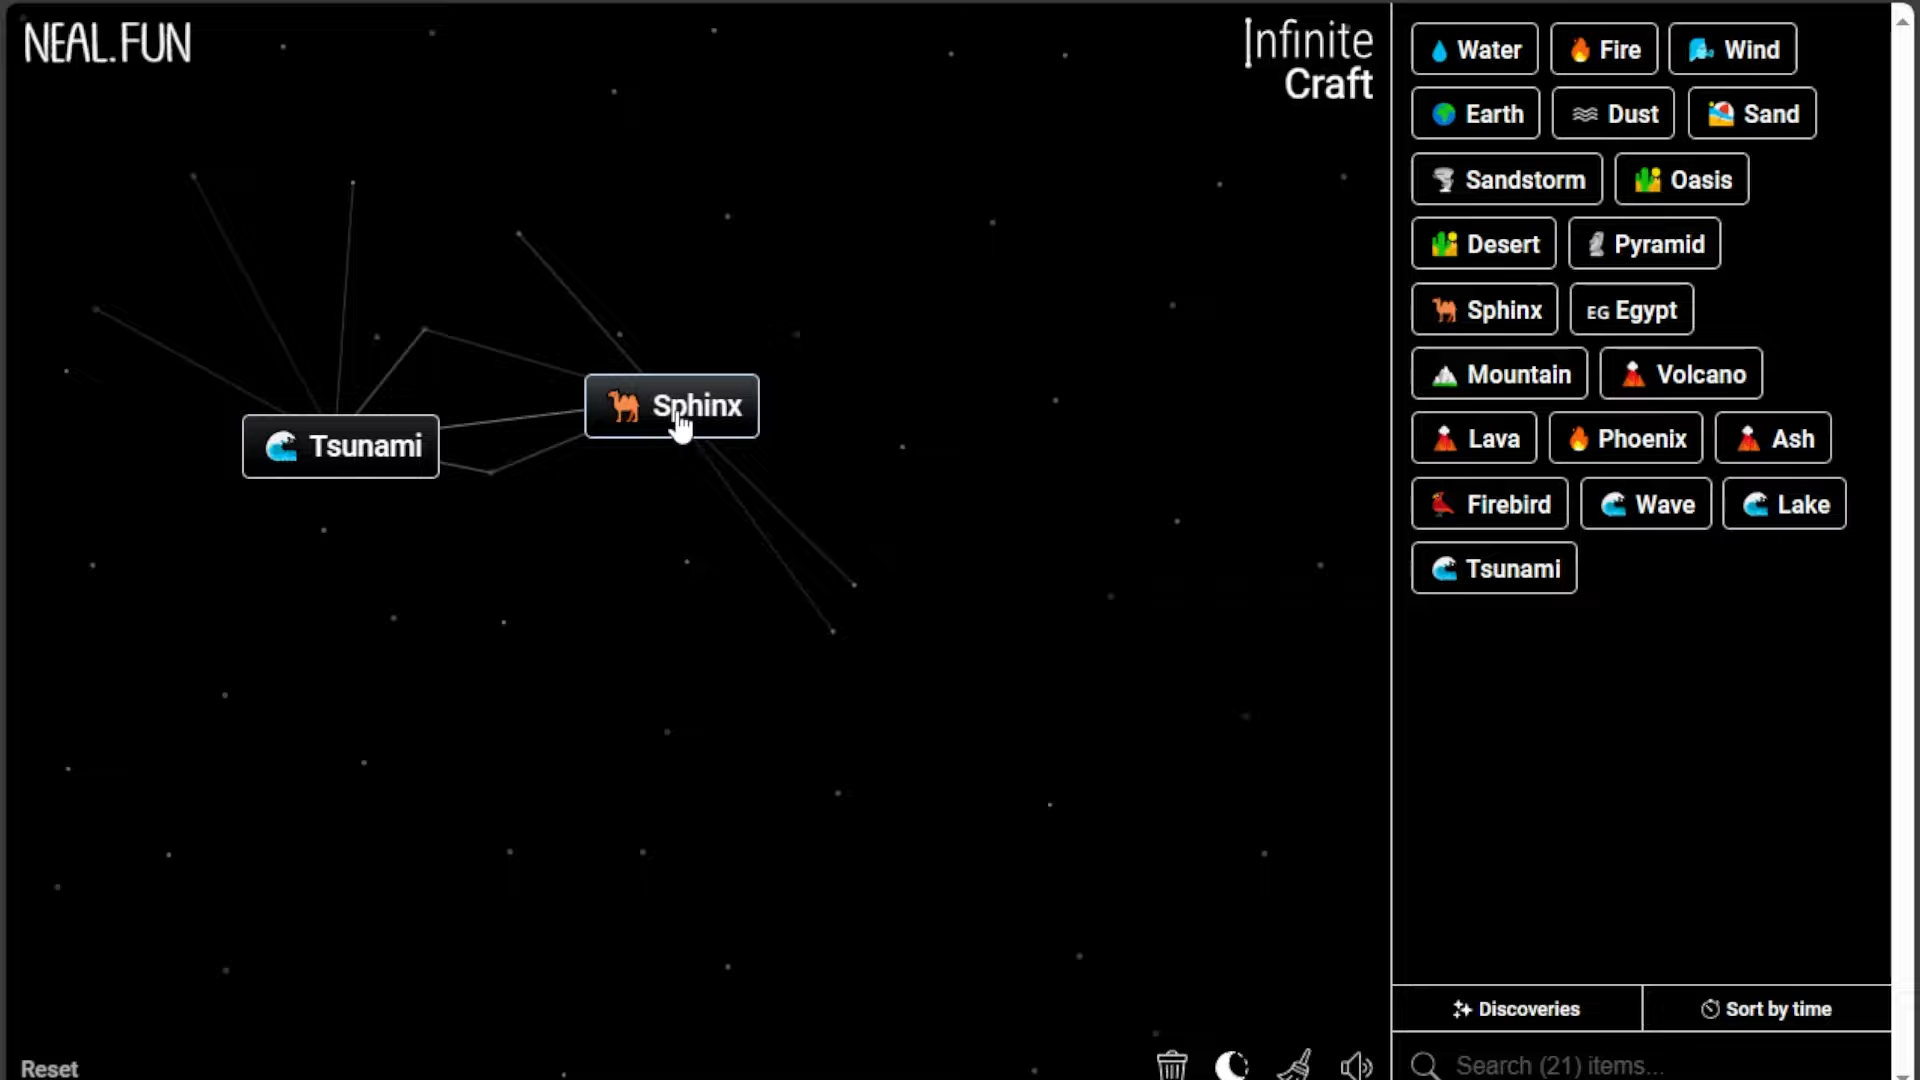 NEAL.FUN
Infinite
Craft
Tsunami
Sphinx
Reset
Water Fire Wind
Earth Dust Sand
Sandstorm Oasis
Desert Pyramid
Sphinx EG Egypt
Mountain Volcano
Lava Phoenix Ash
Firebird Wave Lake
Tsunami
Discoveries Sort by time
Search (21) items...